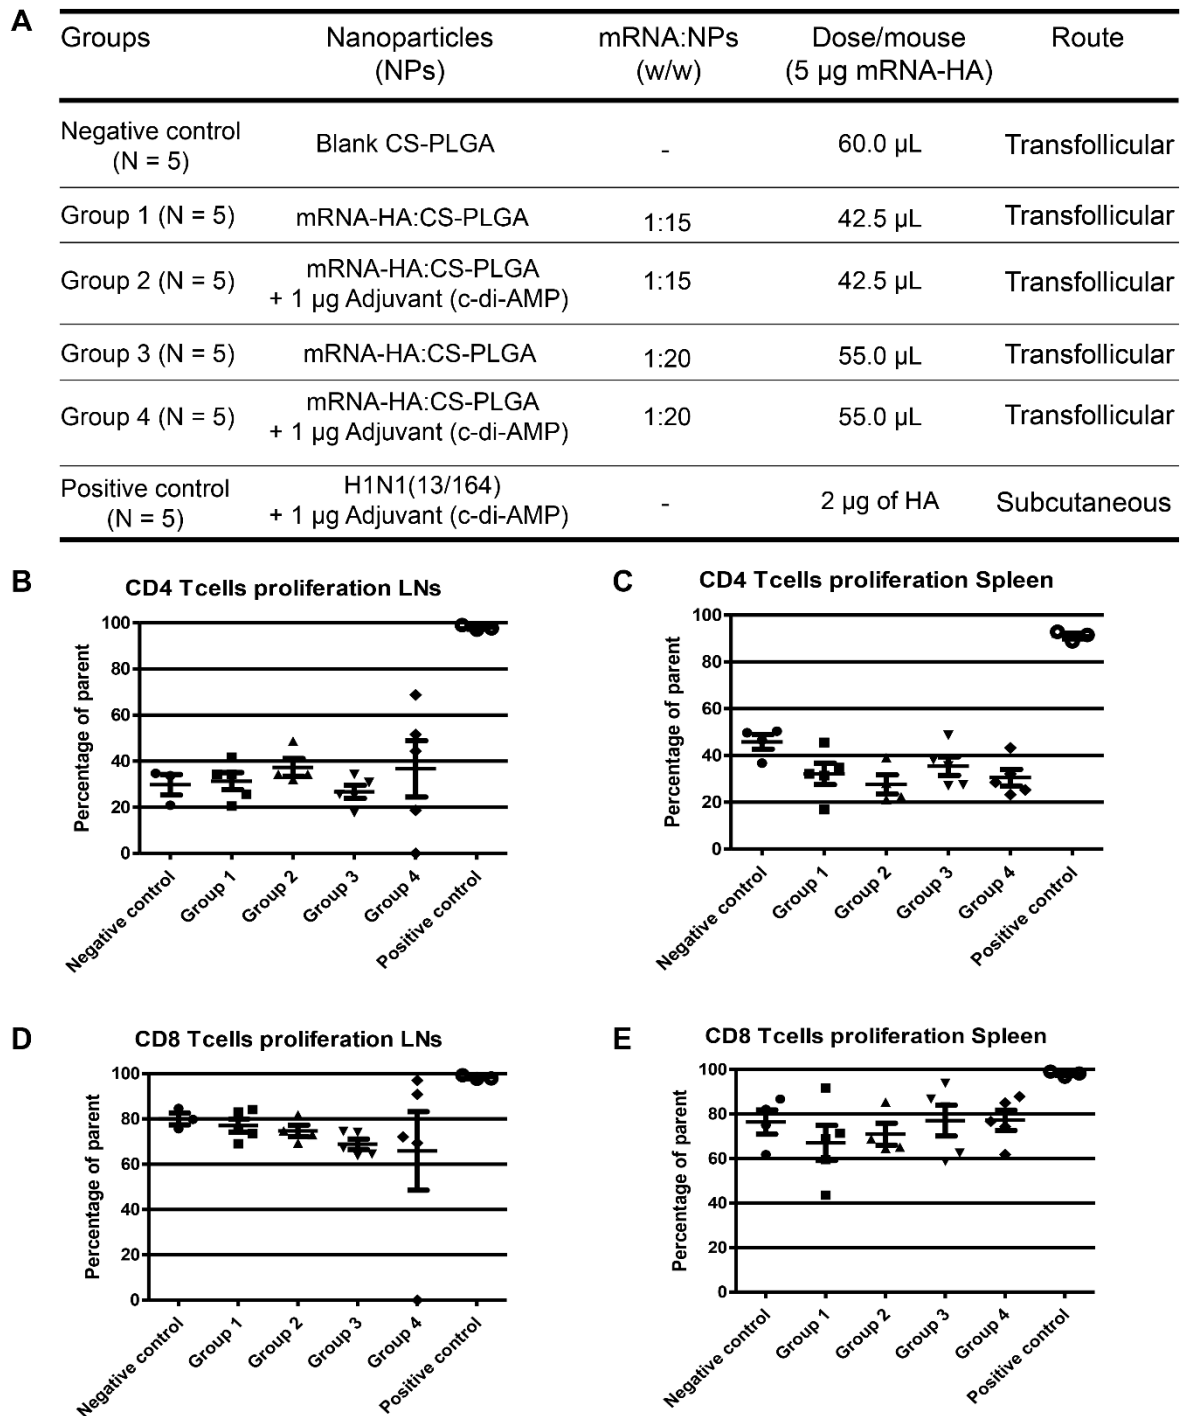 A
Groups Nanoparticles mRNA:NPs Dose/mouse Route
(NPs) (w/w) (5 µg mRNA-HA)
Negative control
(N = 5) Blank CS-PLGA - 60.0 µL Transfollicular
Group 1 (N = 5) mRNA-HA:CS-PLGA 1:15 42.5 µL Transfollicular
Group 2 (N = 5) mRNA-HA:CS-PLGA 1:15 42.5 µL Transfollicular
+ 1 µg Adjuvant (c-di-AMP)
Group 3 (N = 5) mRNA-HA:CS-PLGA 1:20 55.0 µL Transfollicular
Group 4 (N = 5) mRNA-HA:CS-PLGA 1:20 55.0 µL Transfollicular
+ 1 µg Adjuvant (c-di-AMP)
Positive control H1N1(13/164) - 2 µg of HA Subcutaneous
(N = 5) + 1 µg Adjuvant (c-di-AMP)
B
CD4 Tcells proliferation LNs
Percentage of parent
100
80
60
40
20
0
Negative control
Group 1
Group 2
Group 3
Group 4
Positive control
C
CD4 Tcells proliferation Spleen
Percentage of parent
100
80
60
40
20
0
Negative control
Group 1
Group 2
Group 3
Group 4
Positive control
D
CD8 Tcells proliferation LNs
Percentage of parent
100
80
60
40
20
0
Negative control
Group 1
Group 2
Group 3
Group 4
Positive control
E
CD8 Tcells proliferation Spleen
Percentage of parent
100
80
60
40
20
0
Negative control
Group 1
Group 2
Group 3
Group 4
Positive control